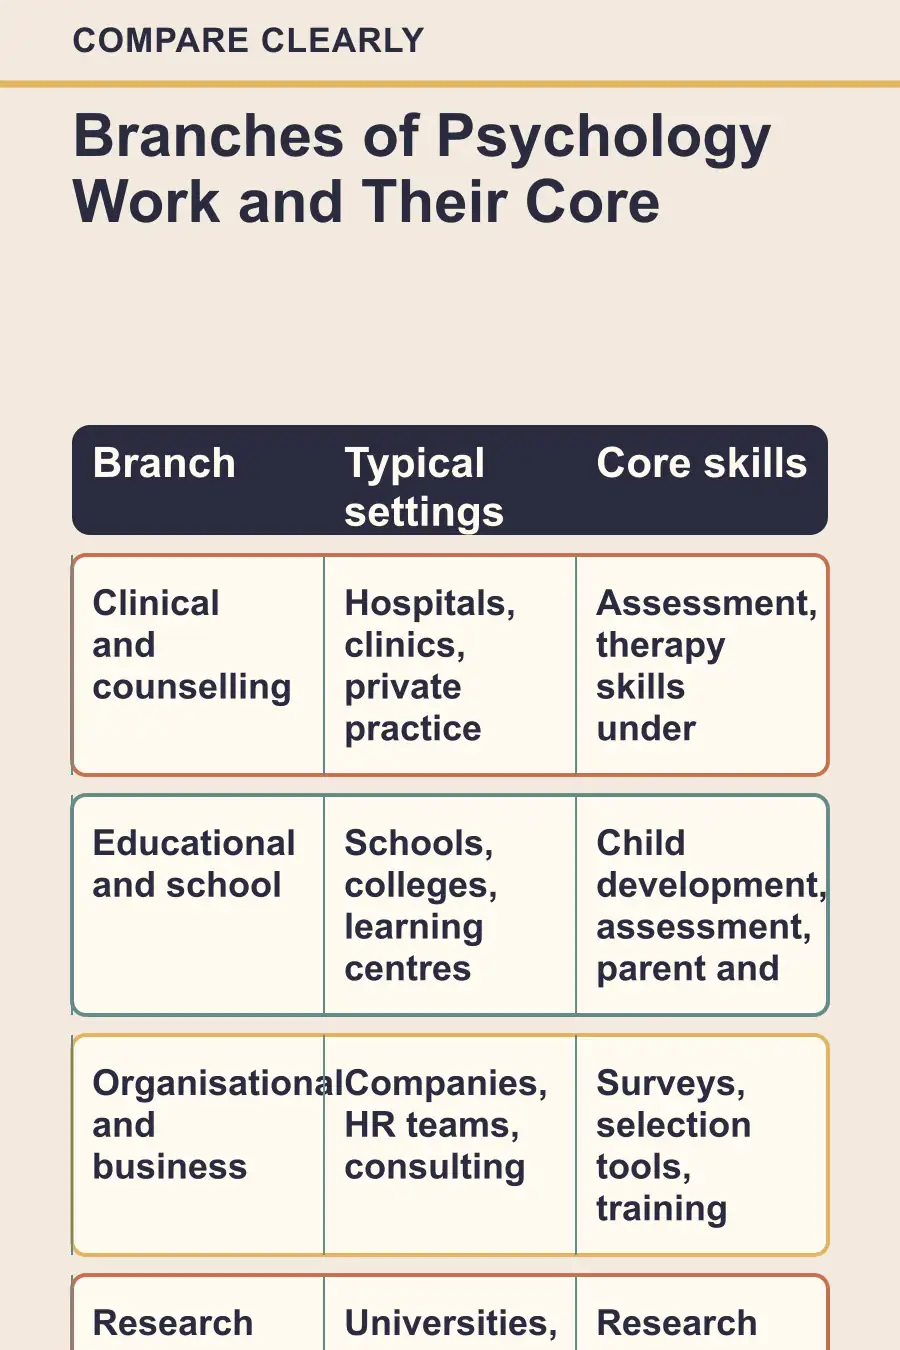 COMPARE CLEARLY
Branches of Psychology
Work and Their Core
Branch
Typical
settings
Core skills
Clinical
and
counselling
Hospitals,
clinics,
private
practice
Assessment,
therapy
skills
under
Educational
and school
Schools,
colleges,
learning
centres
Child
development,
assessment,
parent and
Organisational
and
business
Companies,
HR teams,
consulting
Surveys,
selection
tools,
training
Research
Universities,
Research